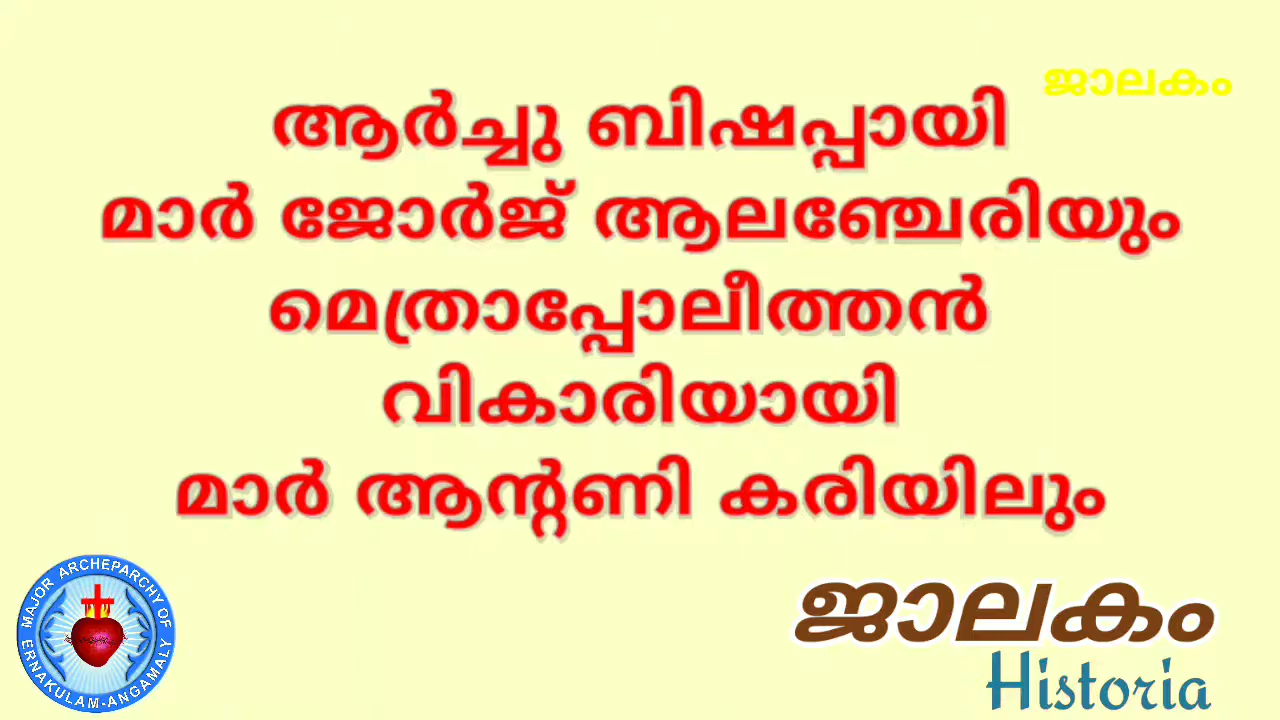 ജാലകം
ആർച്ചു ബിഷപ്പായി
മാർ ജോർജ് ആലഞ്ചേരിയും
മെത്രാപ്പോലീത്തൻ
വികാരിയായി
മാർ ആന്റണി കരിയിലും
MAJOR ARCHEPARCHY OF
ERNAKULAM-ANGAMALY
ജാലകം
Historia